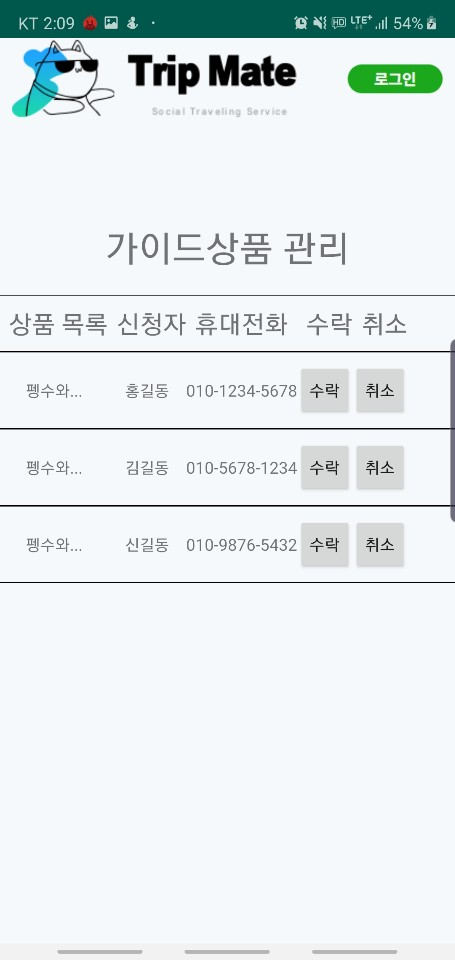 KT 2:09 HD LTE+ 54%
Trip Mate
로그인
Social Traveling Service
가이드상품 관리
상품 목록 신청자 휴대전화 수락 취소
펭수와... 홍길동 010-1234-5678 수락 취소
펭수와... 김길동 010-5678-1234 수락 취소
펭수와... 신길동 010-9876-5432 수락 취소